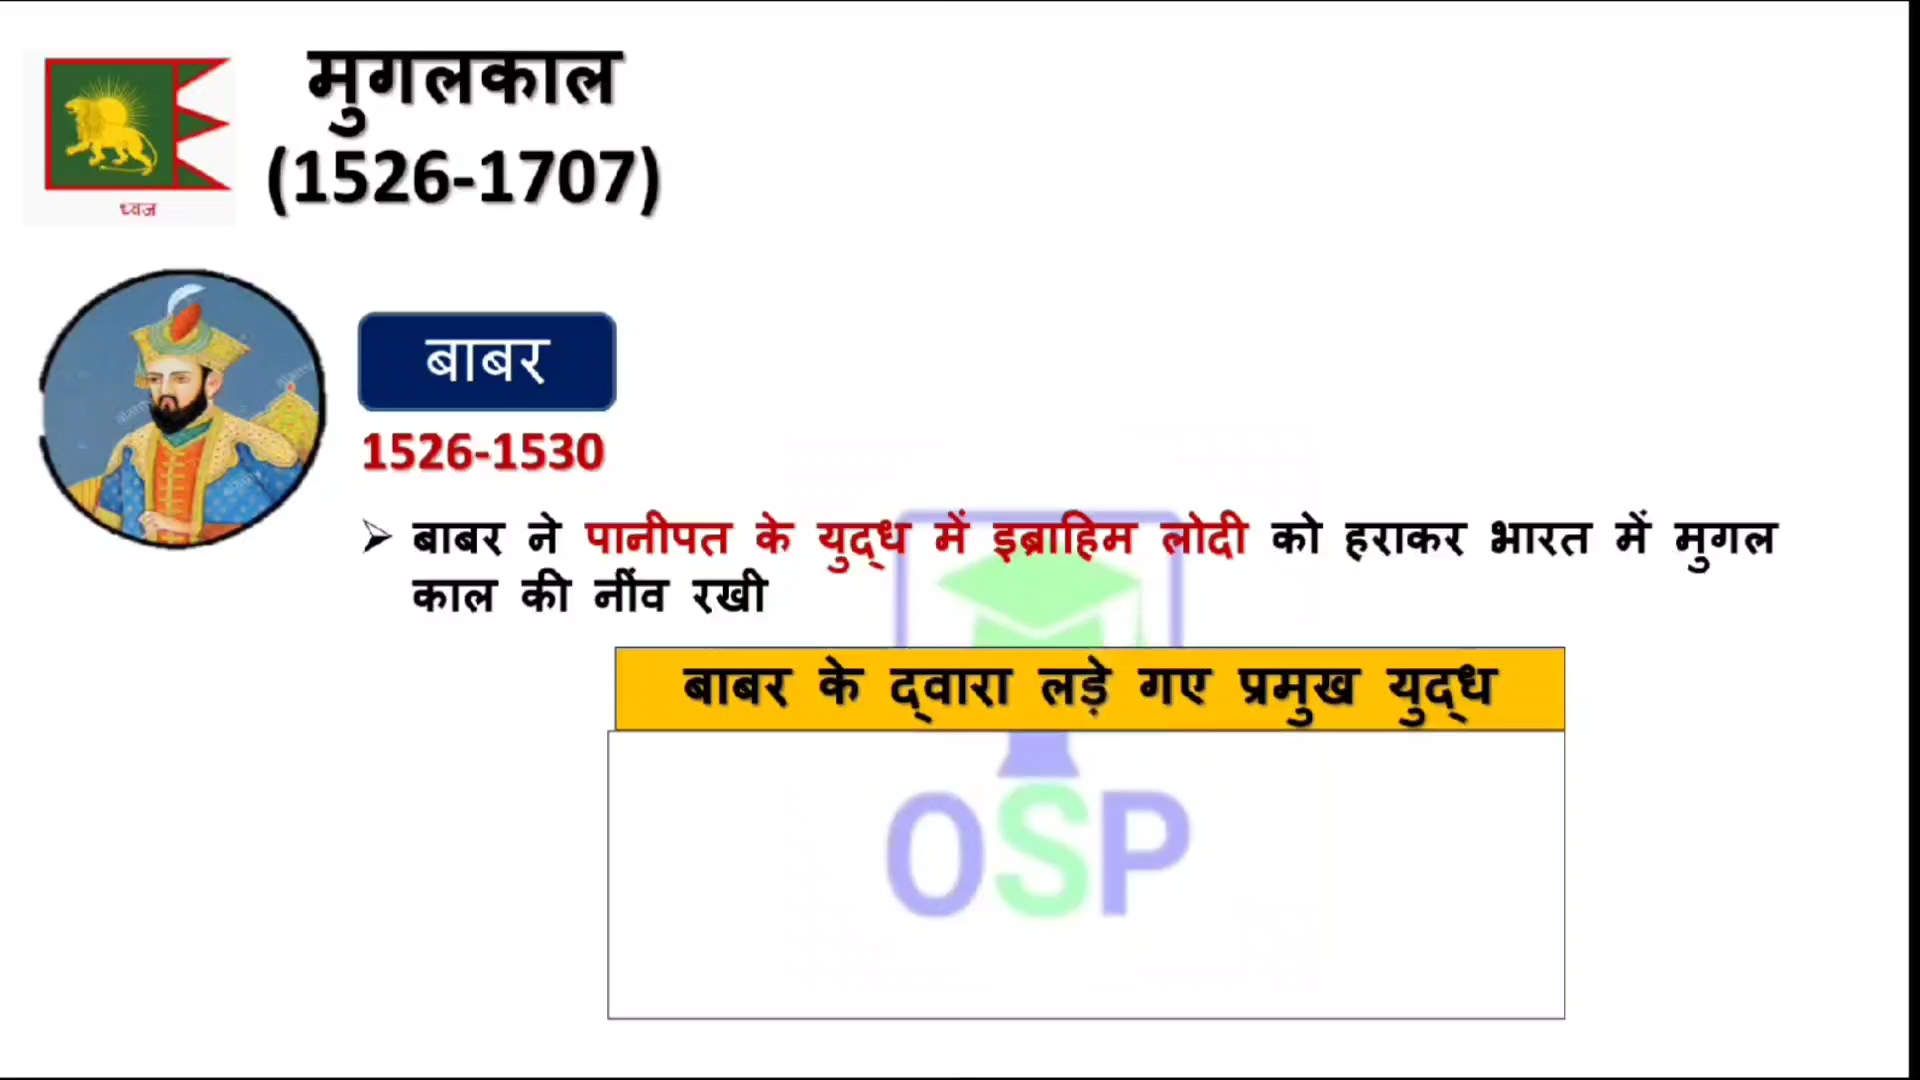 मुगलकाल
(1526-1707)
ध्वज
बाबर
1526-1530
➢ बाबर ने पानीपत के युद्ध में इब्राहिम लोदी को हराकर भारत में मुगल
काल की नींव रखी
बाबर के द्वारा लड़े गए प्रमुख युद्ध
OSP